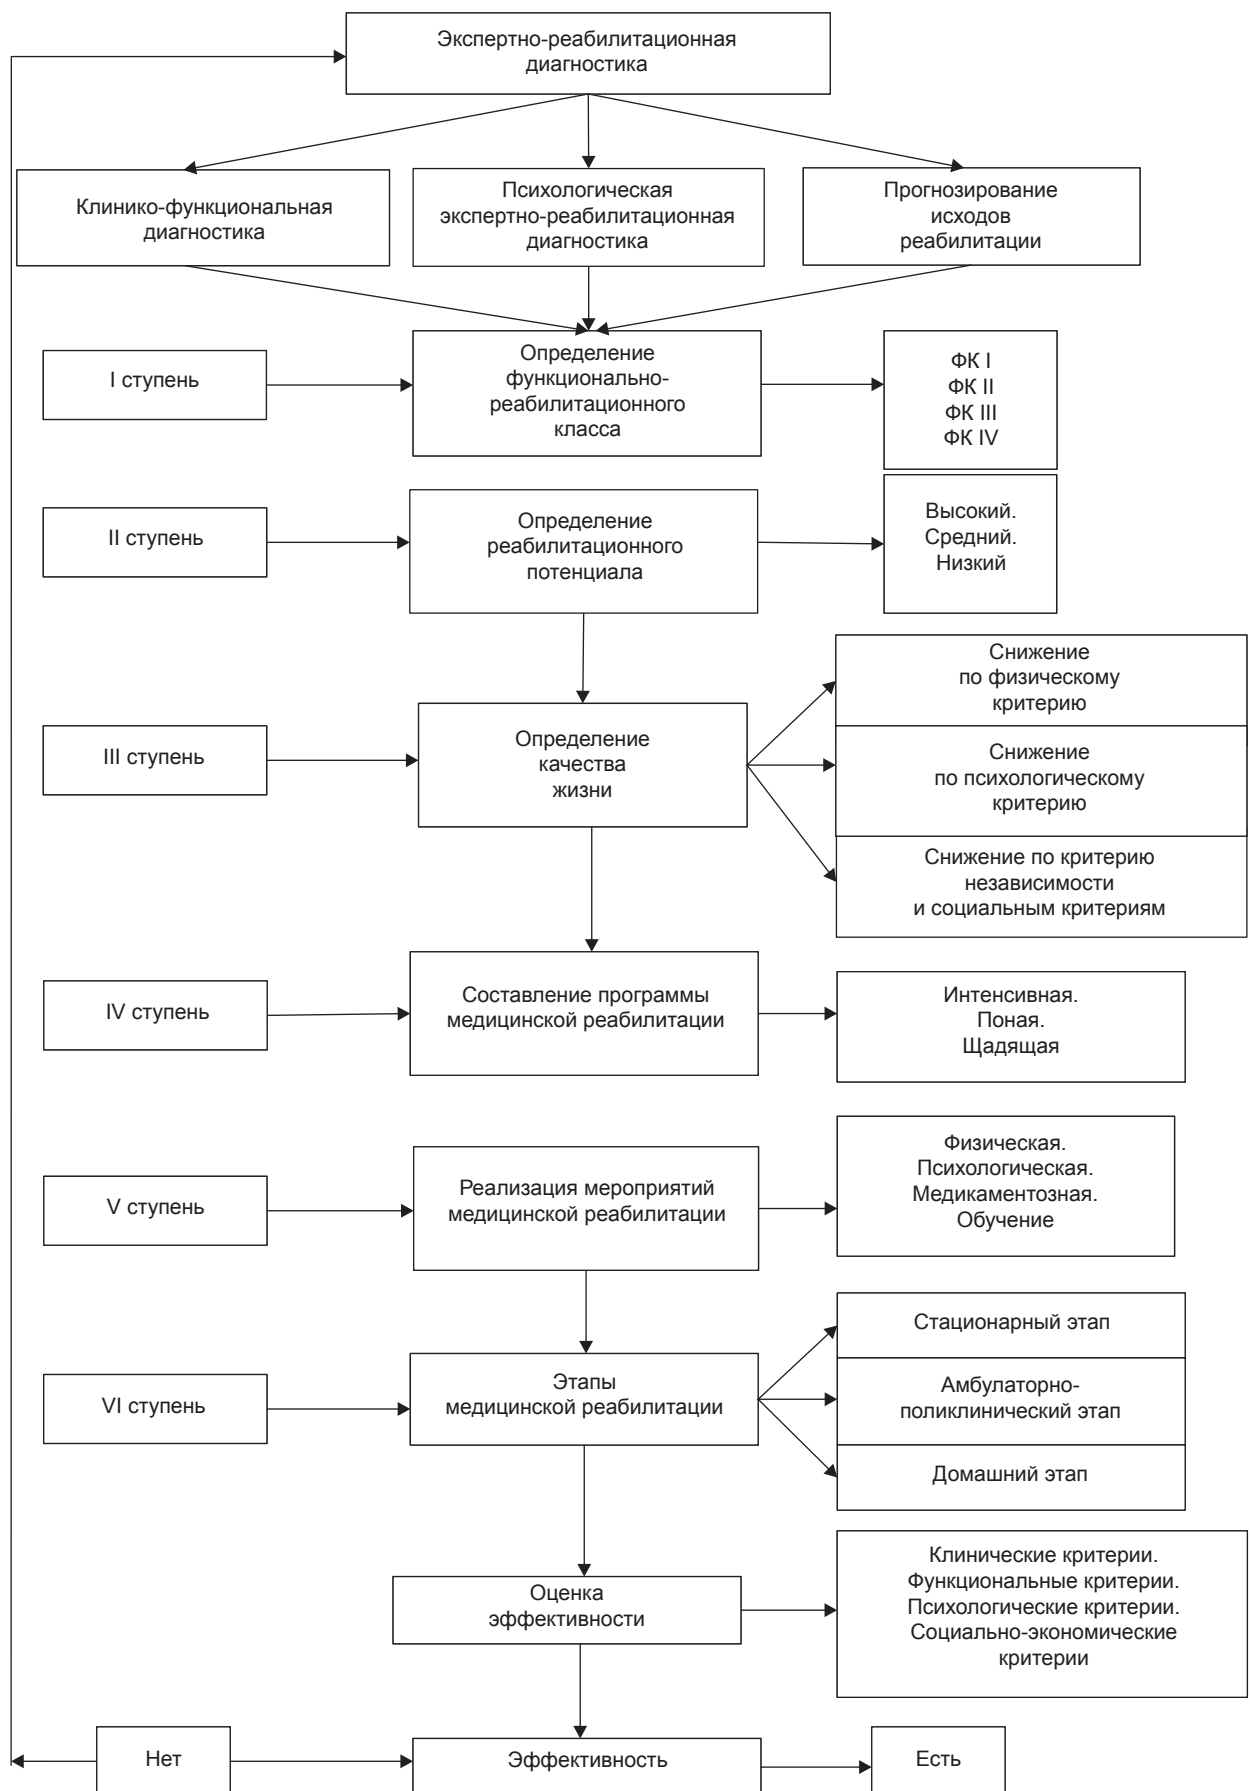 Экспертно-реабилитационная
диагностика
Клинико-функциональная
диагностика
Психологическая
экспертно-реабилитационная
диагностика
Прогнозирование
исходов
реабилитации
I ступень
Определение
функционально-
реабилитационного
класса
ФК I
ФК II
ФК III
ФК IV
II ступень
Определение
реабилитационного
потенциала
Высокий.
Средний.
Низкий
III ступень
Определение
качества
жизни
Снижение
по физическому
критерию
Снижение
по психологическому
критерию
Снижение по критерию
независимости
и социальным критериям
IV ступень
Составление программы
медицинской реабилитации
Интенсивная.
Поная.
Щадящая
V ступень
Реализация мероприятий
медицинской реабилитации
Физическая.
Психологическая.
Медикаментозная.
Обучение
VI ступень
Этапы
медицинской реабилитации
Стационарный этап
Амбулаторно-
поликлинический этап
Домашний этап
Оценка
эффективности
Клинические критерии.
Функциональные критерии.
Психологические критерии.
Социально-экономические
критерии
Нет
Эффективность
Есть